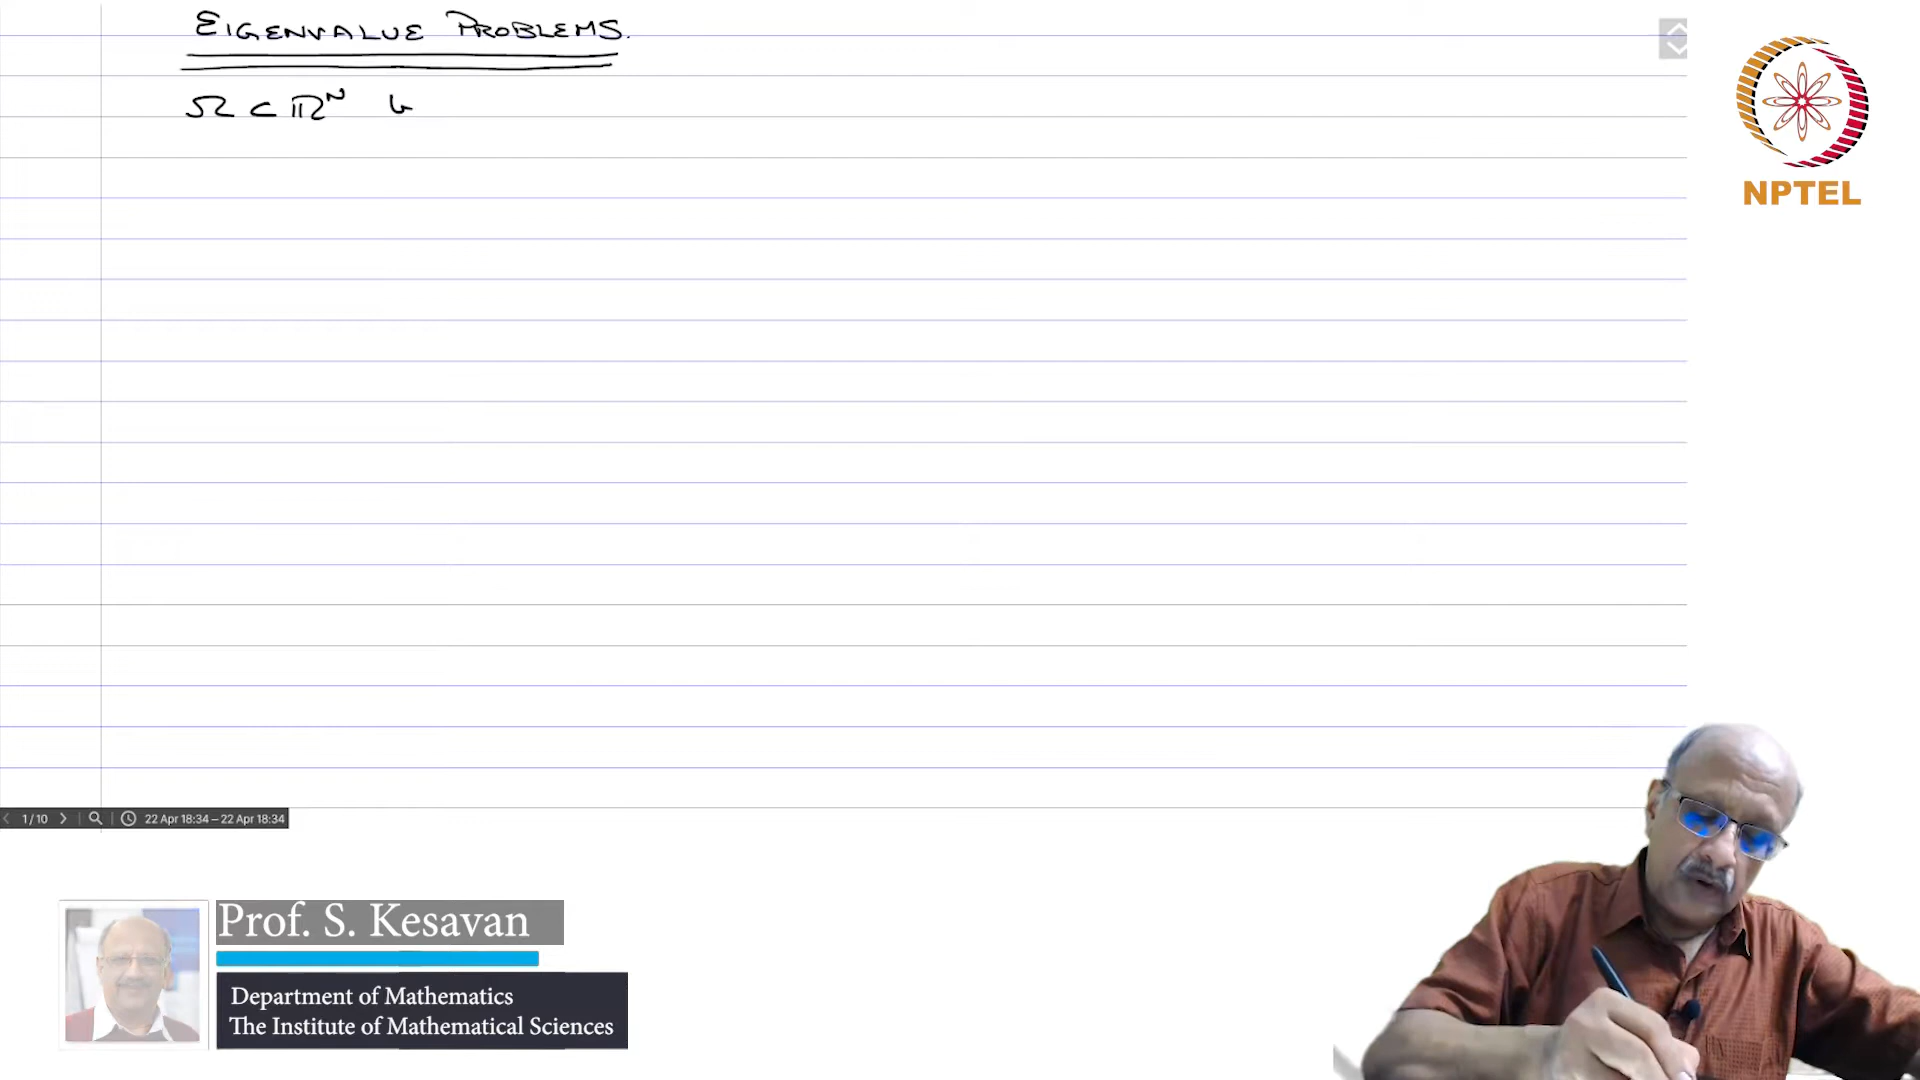 EIGENVALUE PROBLEMS.
Ω ⊂ ℝᴺ
NPTEL
1/10 22 Apr 18:34 – 22 Apr 18:34
Prof. S. Kesavan
Department of Mathematics
The Institute of Mathematical Sciences